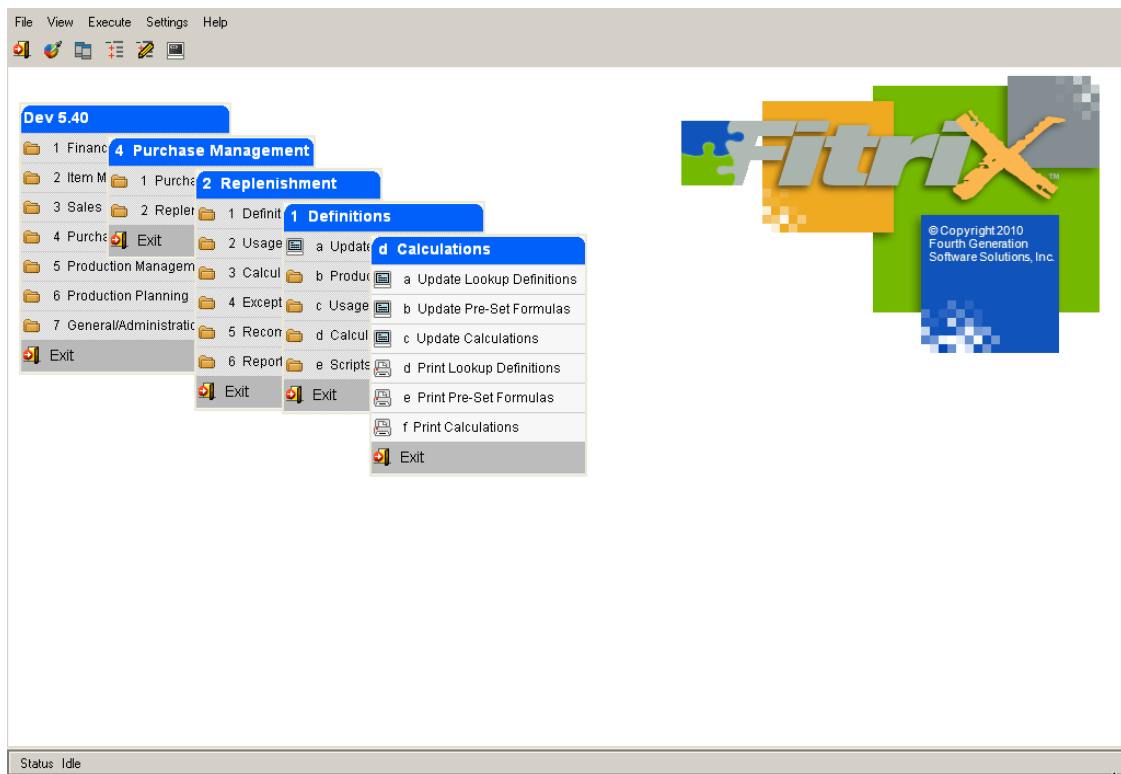 File View Execute Settings Help
Dev 5.40
1 Financ
2 Item M
3 Sales
4 Purcha
5 Production Managem
6 Production Planning
7 General/Administratic
Exit
4 Purchase Management
1 Purcha
2 Repler
Exit
2 Replenishment
1 Definit
2 Usage
3 Calcul
4 Except
5 Recon
6 Report
Exit
1 Definitions
a Update
b Produc
c Usage
d Calcul
e Scripts
Exit
d Calculations
a Update Lookup Definitions
b Update Pre-Set Formulas
c Update Calculations
d Print Lookup Definitions
e Print Pre-Set Formulas
f Print Calculations
Exit
FitriX™
©Copyright 2010
Fourth Generation
Software Solutions, Inc.
Status Idle